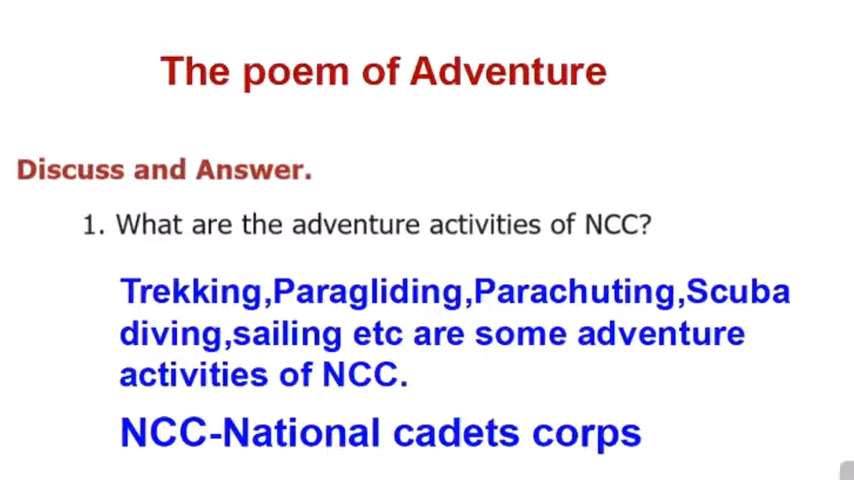 The poem of Adventure
Discuss and Answer.
1. What are the adventure activities of NCC?
Trekking,Paragliding,Parachuting,Scuba
diving,sailing etc are some adventure
activities of NCC.
NCC-National cadets corps